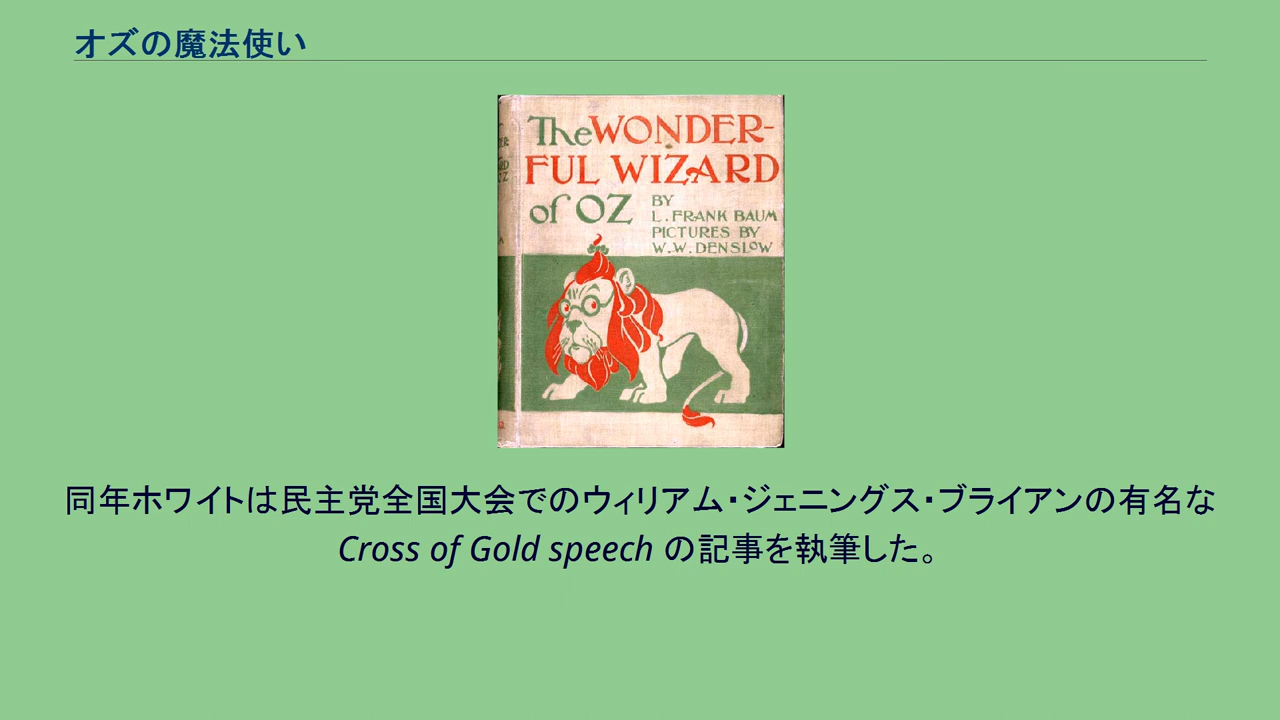 オズの魔法使い
The WONDER-
FUL WIZARD
of OZ
BY
L. FRANK BAUM
PICTURES BY
W. W. DENSLOW
同年ホワイトは民主党全国大会でのウィリアム・ジェニングス・ブライアンの有名な
Cross of Gold speech の記事を執筆した。